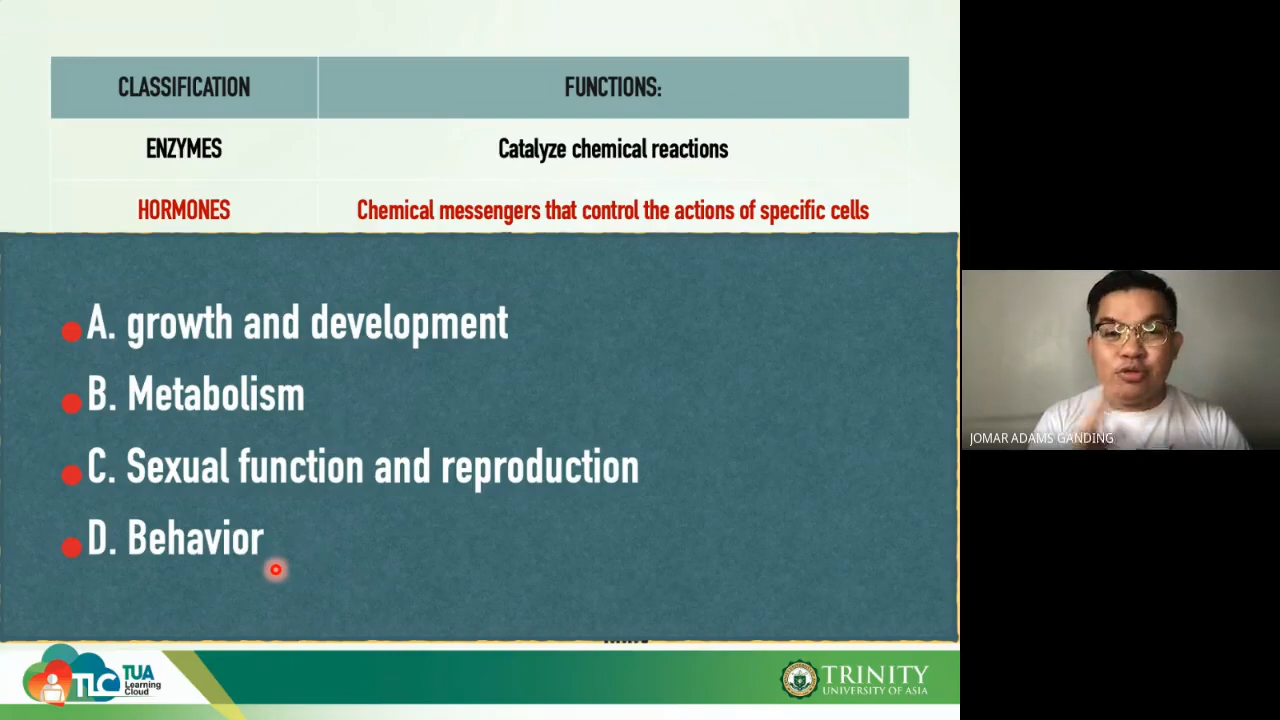 CLASSIFICATION
FUNCTIONS:
ENZYMES
Catalyze chemical reactions
HORMONES
Chemical messengers that control the actions of specific cells
A. growth and development
B. Metabolism
C. Sexual function and reproduction
D. Behavior
JOMAR ADAMS GANDING
TLC TUA
Learning
Cloud
TRINITY
UNIVERSITY OF ASIA